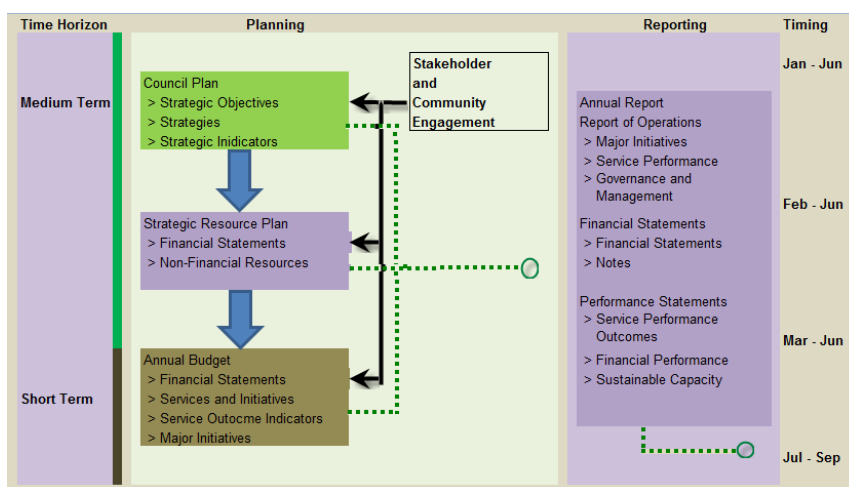 Time Horizon
Planning
Reporting
Timing
Medium Term
Short Term
Council Plan
> Strategic Objectives
> Strategies
> Strategic Inidicators
Stakeholder
and
Community
Engagement
Strategic Resource Plan
> Financial Statements
> Non-Financial Resources
Annual Budget
> Financial Statements
> Services and Initiatives
> Service Outocme Indicators
> Major Initiatives
Annual Report
Report of Operations
> Major Initiatives
> Service Performance
> Governance and
Management
Financial Statements
> Financial Statements
> Notes
Performance Statements
> Service Performance
Outcomes
> Financial Performance
> Sustainable Capacity
Jan - Jun
Feb - Jun
Mar - Jun
Jul - Sep